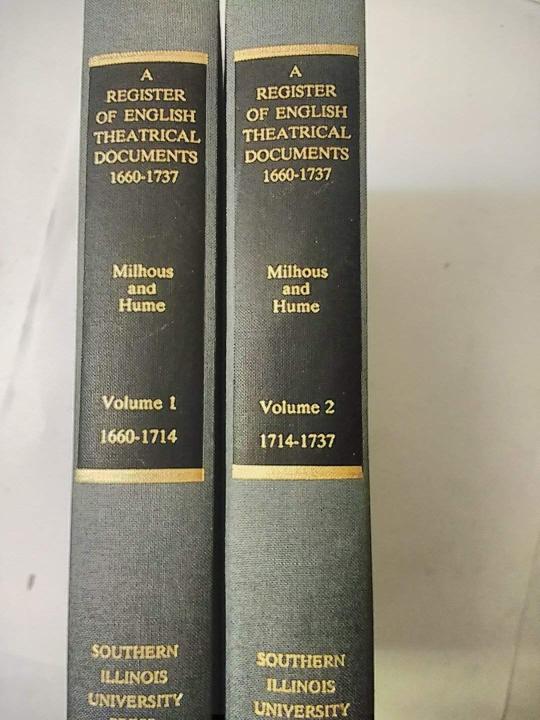 A
REGISTER
OF ENGLISH
THEATRICAL
DOCUMENTS
1660-1737
Milhous
and
Hume
Volume 1
1660-1714
SOUTHERN
ILLINOIS
UNIVERSITY
A
REGISTER
OF ENGLISH
THEATRICAL
DOCUMENTS
1660-1737
Milhous
and
Hume
Volume 2
1714-1737
SOUTHERN
ILLINOIS
UNIVERSITY